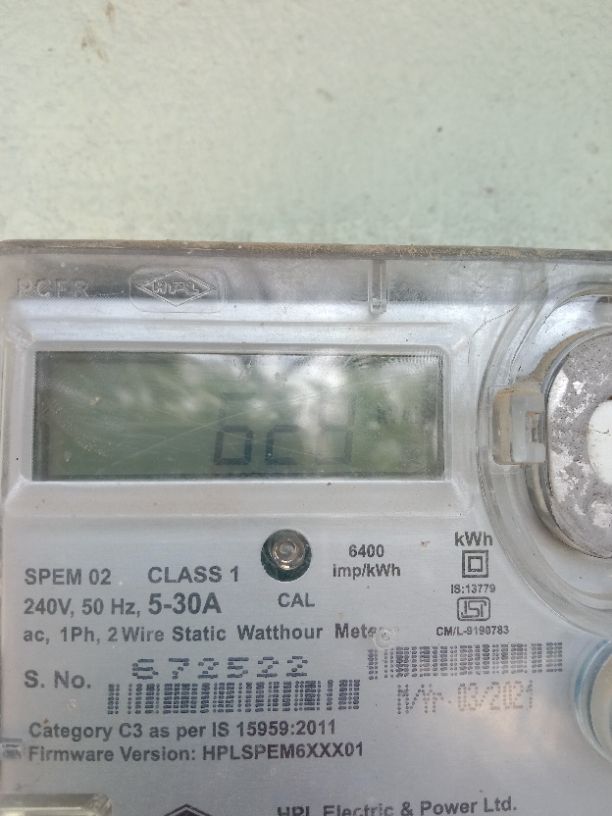 PCER HPL
SPEM 02 CLASS 1
6400
imp/kWh
kWh
240V, 50 Hz, 5-30A
CAL
IS:13779
ac, 1Ph, 2 Wire Static Watthour Meter
CM/L-9190783
S. No. 672522
M/Yr 03/2021
Category C3 as per IS 15959:2011
Firmware Version: HPLSPEM6XXX01
HPL Electric & Power Ltd.